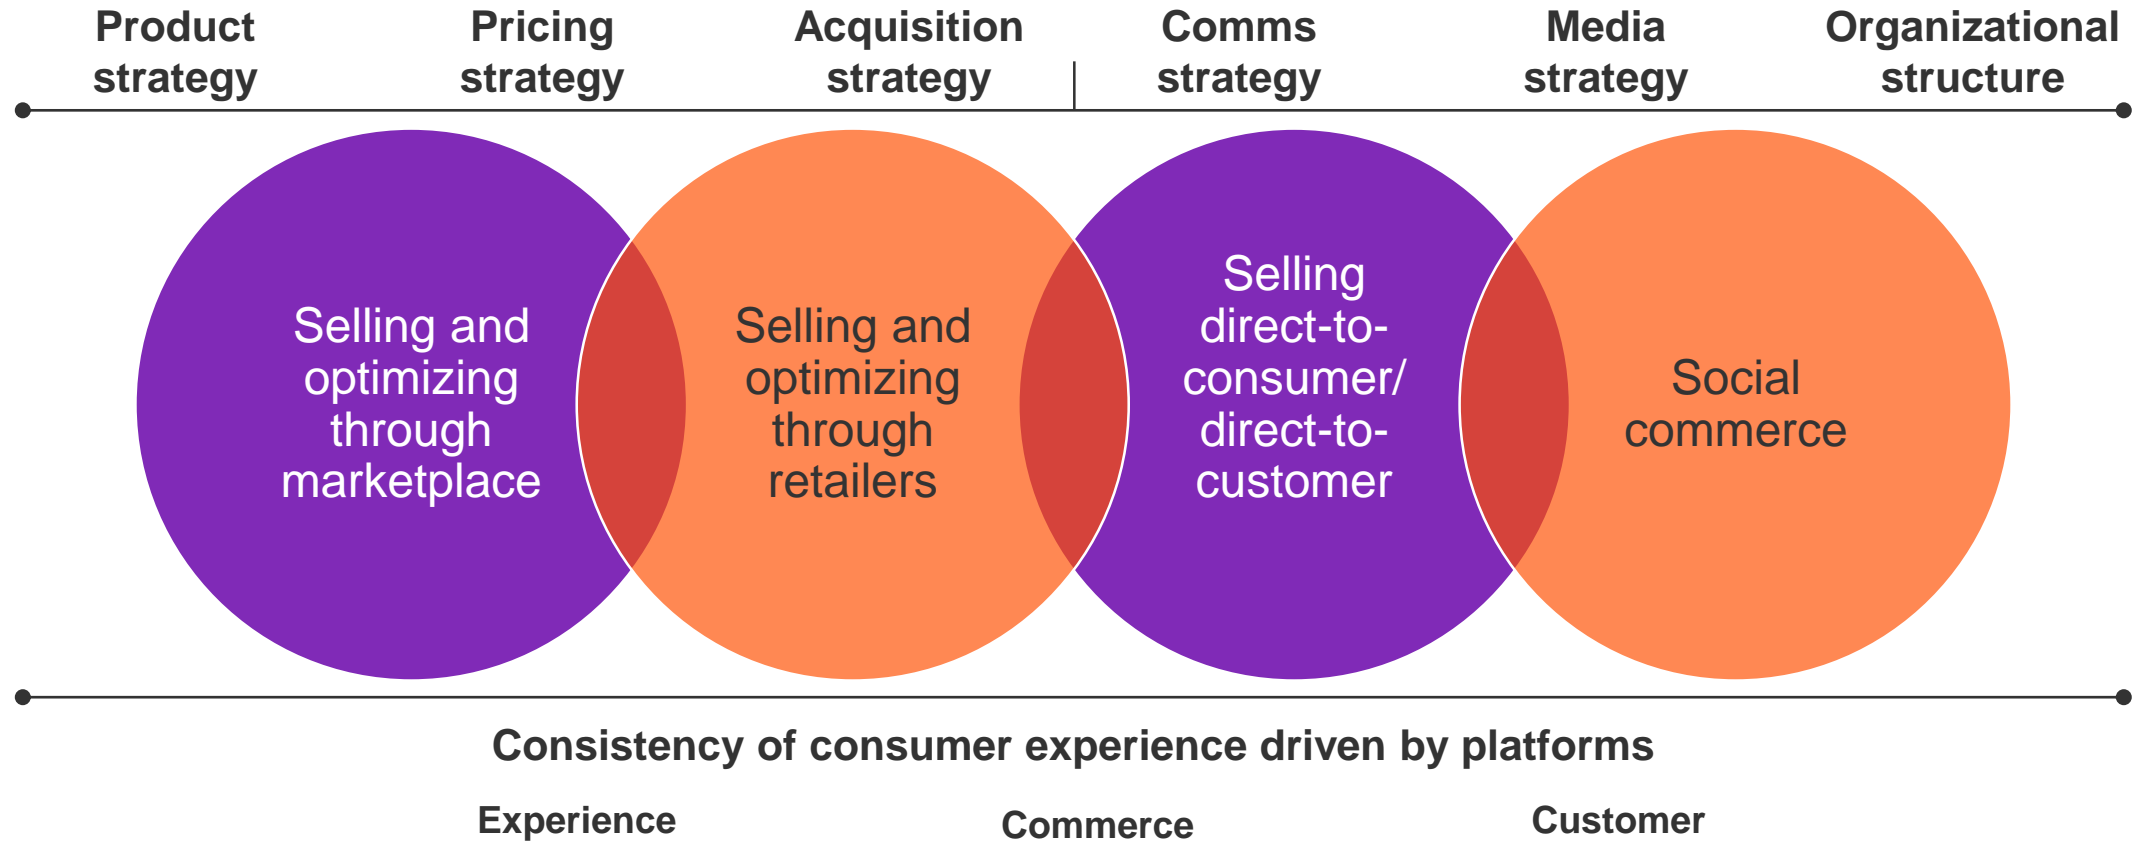 Product
strategy
Pricing
strategy
Acquisition
strategy
Comms
strategy
Media
strategy
Organizational
structure
Selling and
optimizing
through
marketplace
Selling and
optimizing
through
retailers
Selling
direct-to-
consumer/
direct-to-
customer
Social
commerce
Consistency of consumer experience driven by platforms
Experience
Commerce
Customer